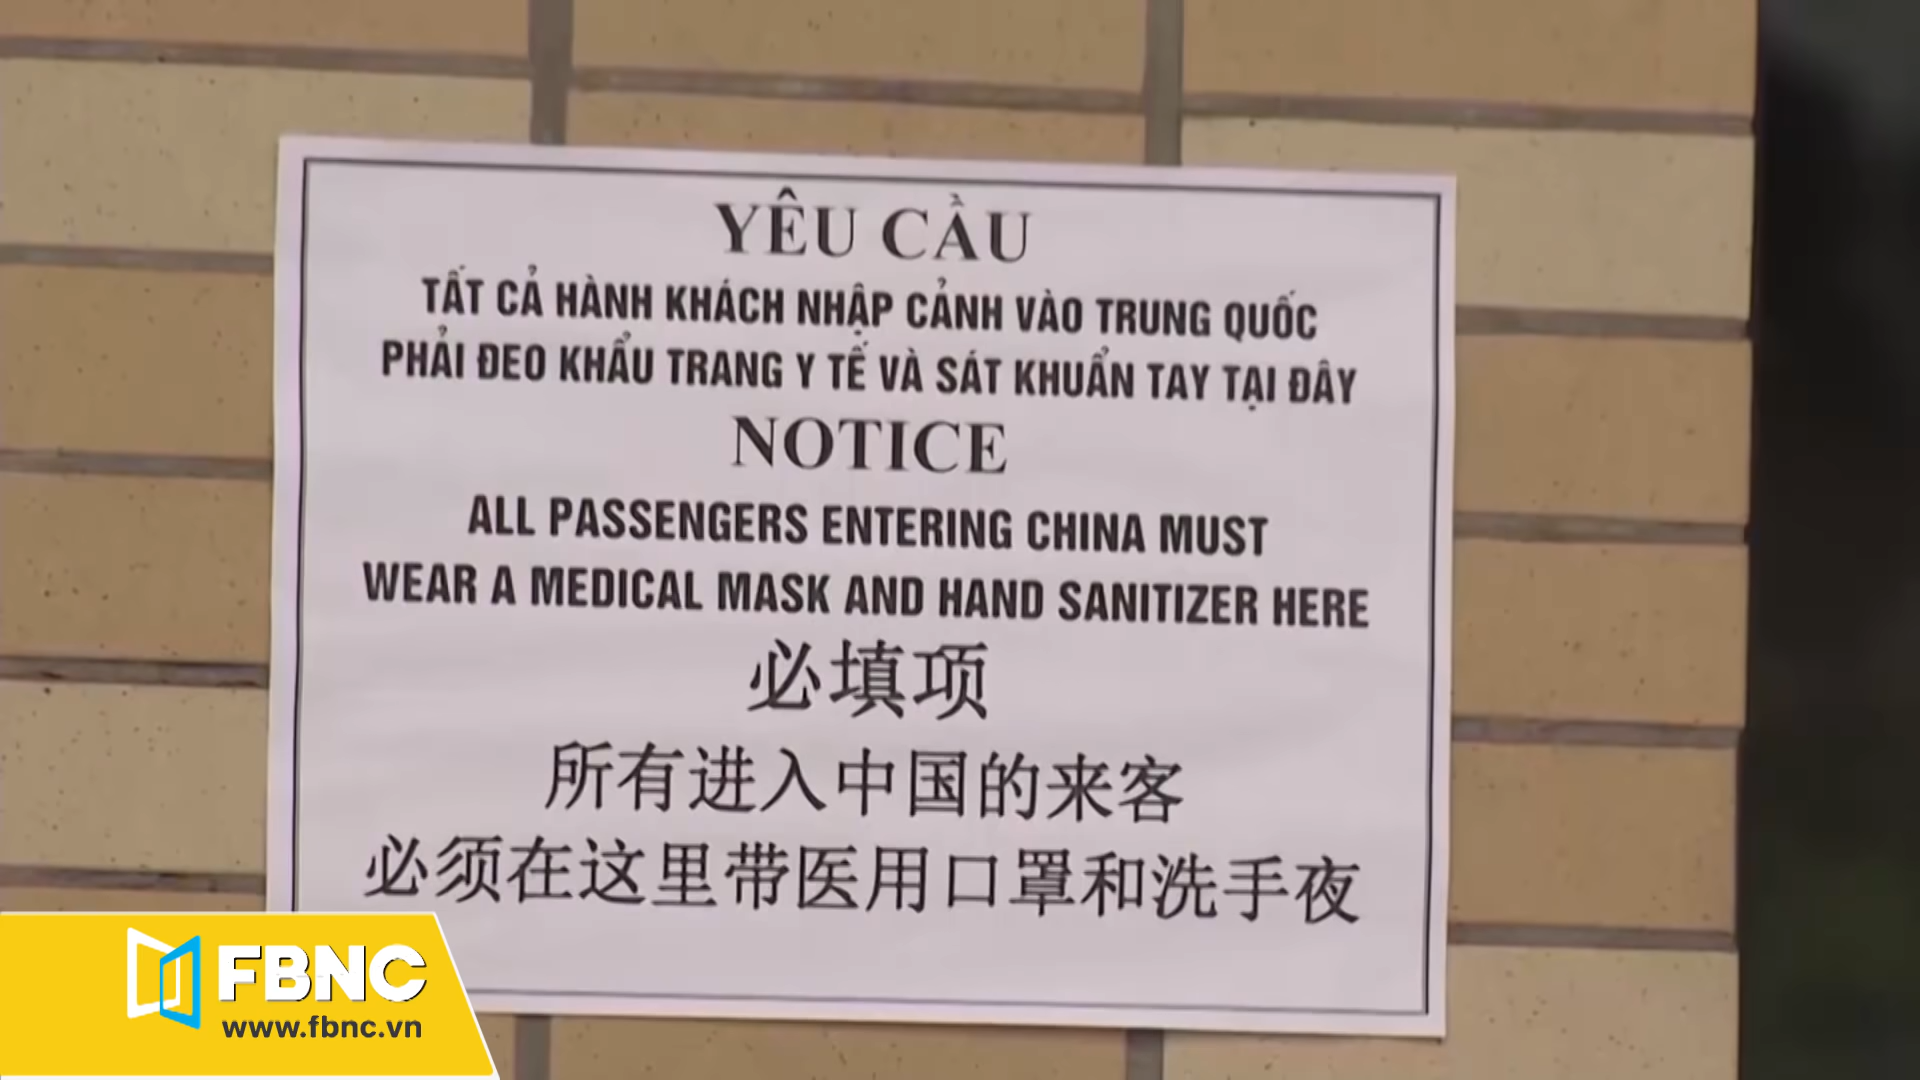 YÊU CẦU
TẤT CẢ HÀNH KHÁCH NHẬP CẢNH VÀO TRUNG QUỐC
PHẢI ĐEO KHẨU TRANG Y TẾ VÀ SÁT KHUẨN TAY TẠI ĐÂY
NOTICE
ALL PASSENGERS ENTERING CHINA MUST
WEAR A MEDICAL MASK AND HAND SANITIZER HERE
必填项
所有进入中国的来客
必须在这里带医用口罩和洗手夜
FBNC
www.fbnc.vn